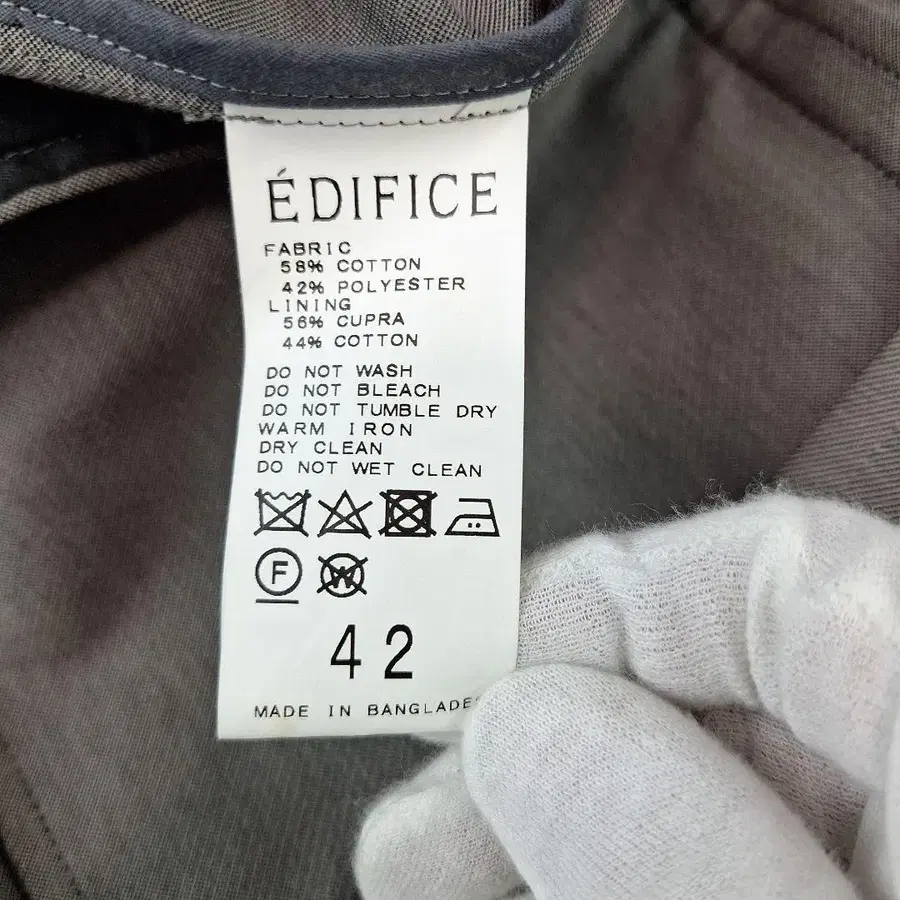 ÉDIFICE
FABRIC
58% COTTON
42% POLYESTER
LINING
56% CUPRA
44% COTTON
DO NOT WASH
DO NOT BLEACH
DO NOT TUMBLE DRY
WARM IRON
DRY CLEAN
DO NOT WET CLEAN
F
W
42
MADE IN BANGLADE